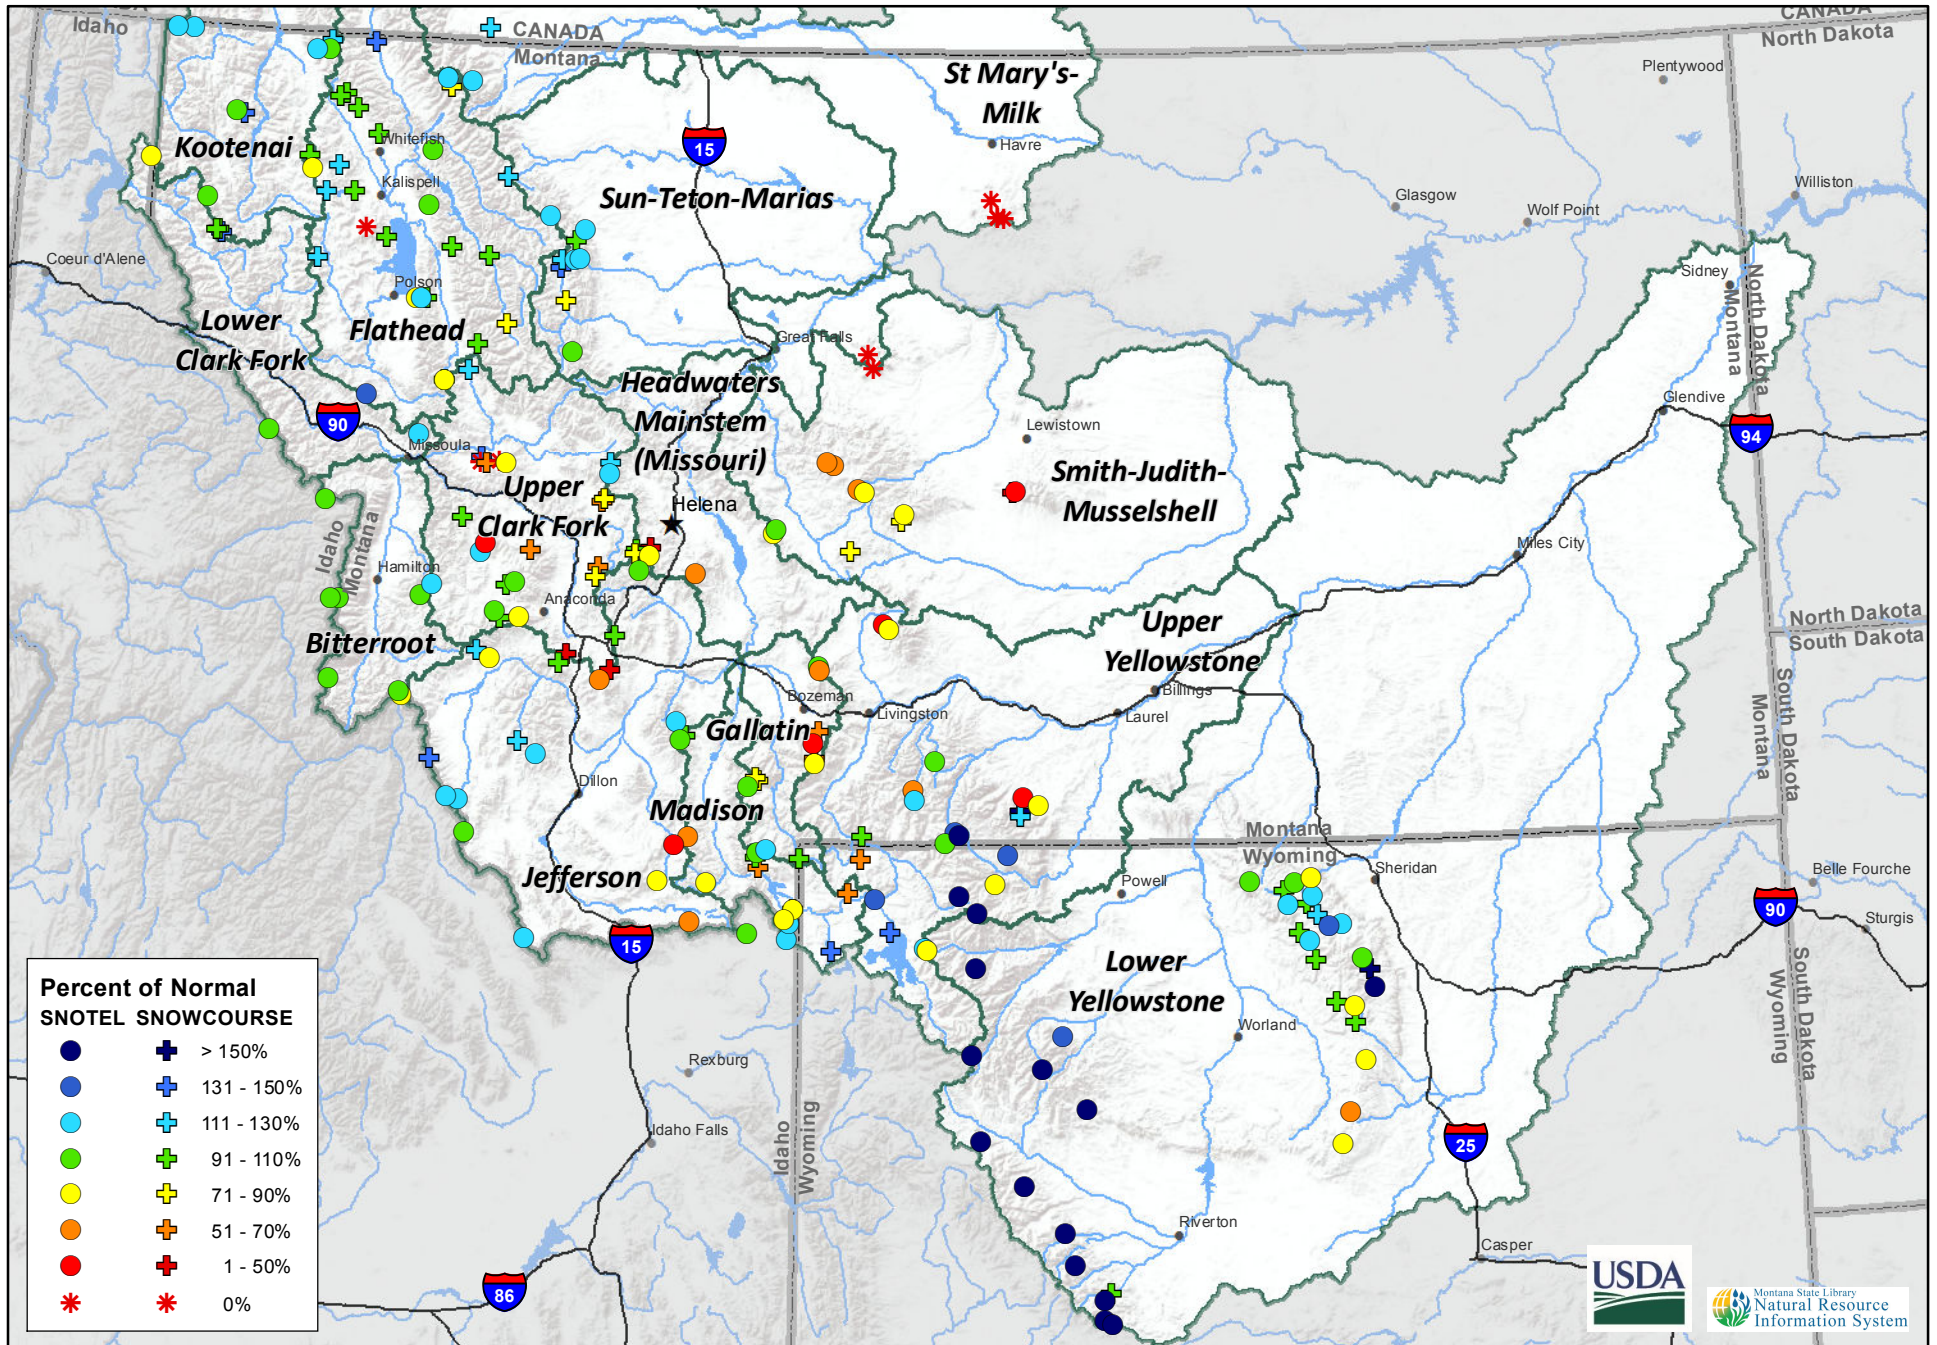 CANADA
Idaho
CANADA
Montana
CANADA
North Dakota
St Mary's-
Milk
Plentywood
15
Kootenai
Whitefish
Havre
Kalispell
Sun-Teton-Marias
Glasgow
Wolf Point
Williston
Coeur d'Alene
Polson
Sidney
North Dakota
Montana
Lower
Clark Fork
Flathead
Great Falls
Headwaters
Mainstem
(Missouri)
90
Missoula
Lewistown
Glendive
94
Smith-Judith-
Musselshell
Upper
Clark Fork
Helena
Idaho
Montana
Hamilton
Miles City
Anaconda
Bitterroot
Upper
Yellowstone
North Dakota
South Dakota
Bozeman
Livingston
Billings
Laurel
Gallatin
South Dakota
Montana
Dillon
Madison
Jefferson
Montana
Wyoming
Sheridan
Powell
Belle Fourche
90
Sturgis
15
Lower
Yellowstone
South Dakota
Wyoming
Worland
Rexburg
Idaho Falls
Idaho
Wyoming
25
Riverton
Casper
86
Percent of Normal
SNOTEL SNOWCOURSE
> 150%
131 - 150%
111 - 130%
91 - 110%
71 - 90%
51 - 70%
1 - 50%
0%
USDA
Montana State Library
Natural Resource
Information System